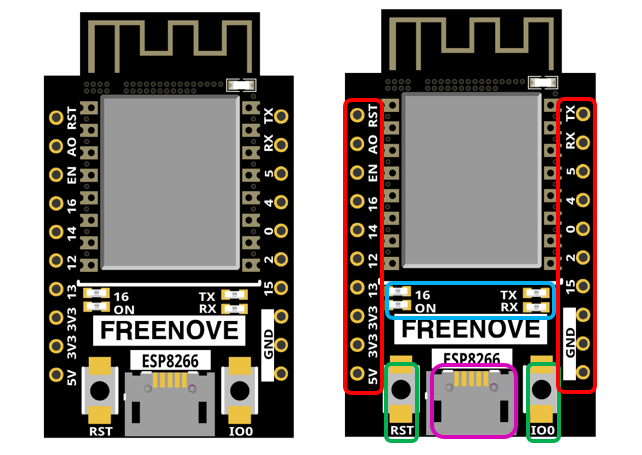 RST
AO
EN
16
14
12
13
3V3
3V3
5V
TX
RX
5
4
0
2
15
GND
16
ON
TX
RX
FREENOVE
ESP8266
RST
IO0
RST
AO
EN
16
14
12
13
3V3
3V3
5V
TX
RX
5
4
0
2
15
GND
16
ON
TX
RX
FREENOVE
ESP8266
RST
IO0